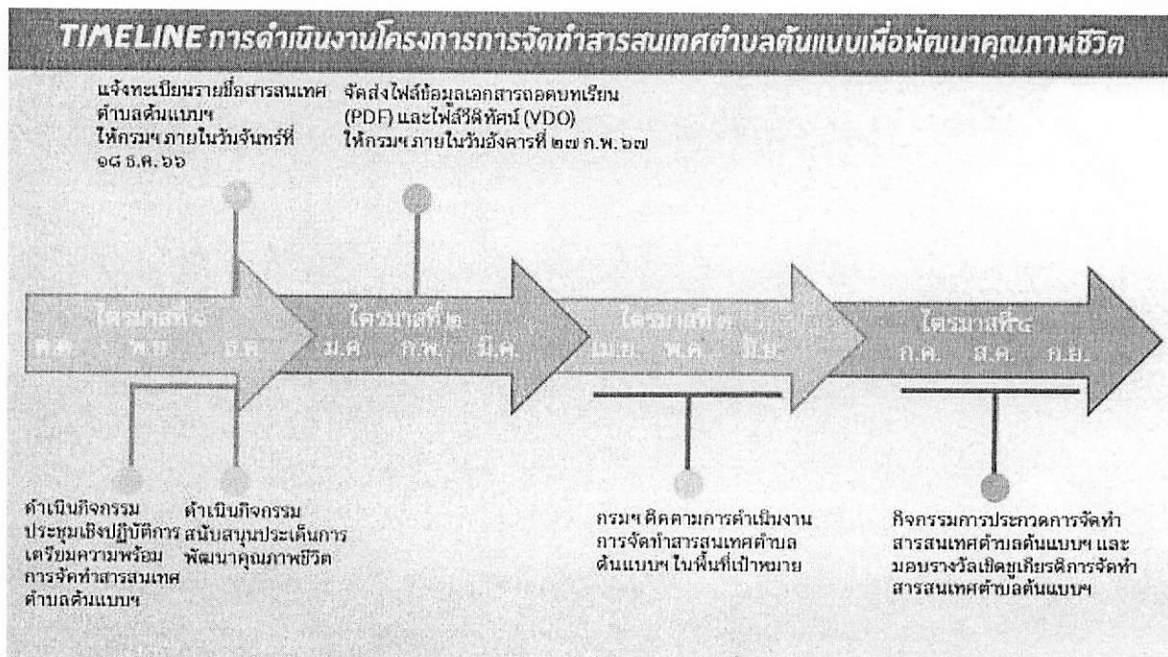 TIMELINE การดำเนินงานโครงการการจัดทำสารสนเทศตำบลต้นแบบเพื่อพัฒนาคุณภาพชีวิต
แจ้งทะเบียนรายชื่อสารสนเทศ
ตำบลต้นแบบฯ
ให้กรมฯ ภายในวันจันทร์ที่
๑๘ ธ.ค. ๖๖
จัดส่งไฟล์ข้อมูลเอกสารถอดบทเรียน
(PDF) และไฟล์วีดิทัศน์ (VDO)
ให้กรมฯ ภายในวันอังคารที่ ๒๗ ก.พ. ๖๗
ไตรมาสที่ ๑
ต.ค. พ.ย. ธ.ค.
ไตรมาสที่ ๒
ม.ค. ก.พ. มี.ค.
ไตรมาสที่ ๓
เม.ย. พ.ค. มิ.ย.
ไตรมาสที่ ๔
ก.ค. ส.ค. ก.ย.
ดำเนินกิจกรรม
ประชุมเชิงปฏิบัติการ
เตรียมความพร้อม
การจัดทำสารสนเทศ
ตำบลต้นแบบฯ
ดำเนินกิจกรรม
สนับสนุนประเด็นการ
พัฒนาคุณภาพชีวิต
กรมฯ ติดตามการดำเนินงาน
การจัดทำสารสนเทศตำบล
ต้นแบบฯ ในพื้นที่เป้าหมาย
กิจกรรมการประกวดการจัดทำ
สารสนเทศตำบลต้นแบบฯ และ
มอบรางวัลเชิดชูเกียรติการจัดทำ
สารสนเทศตำบลต้นแบบฯ